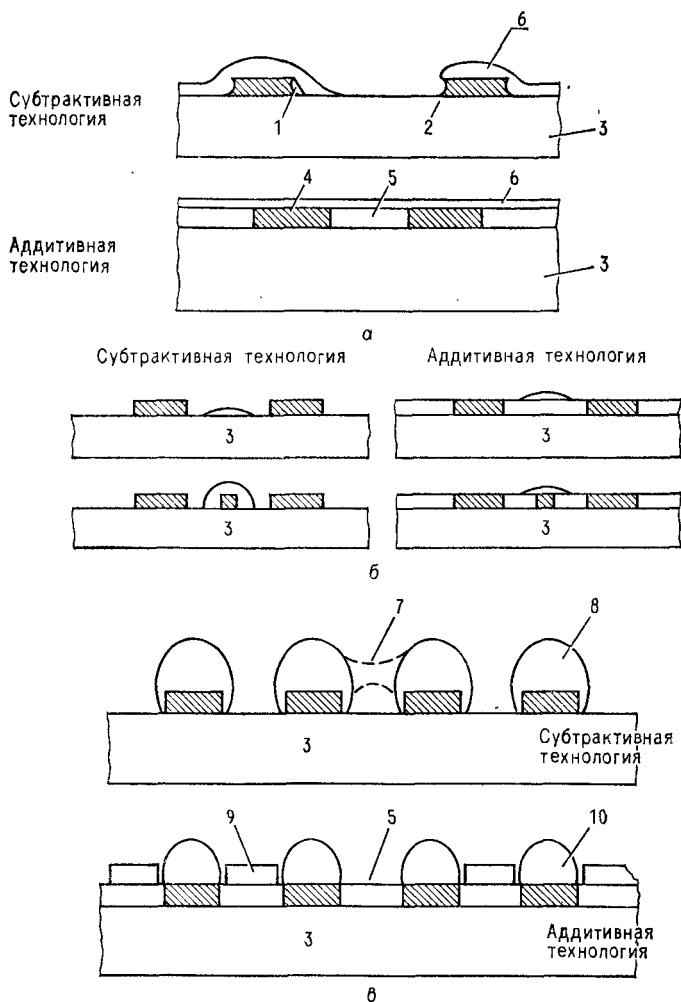 6
Субтрактивная
технология
1
2
3
4
5
6
Аддитивная
технология
3
а
Субтрактивная технология
Аддитивная технология
3
3
3
3
б
7
8
3
Субтрактивная
технология
9
5
10
3
Аддитивная
технология
в